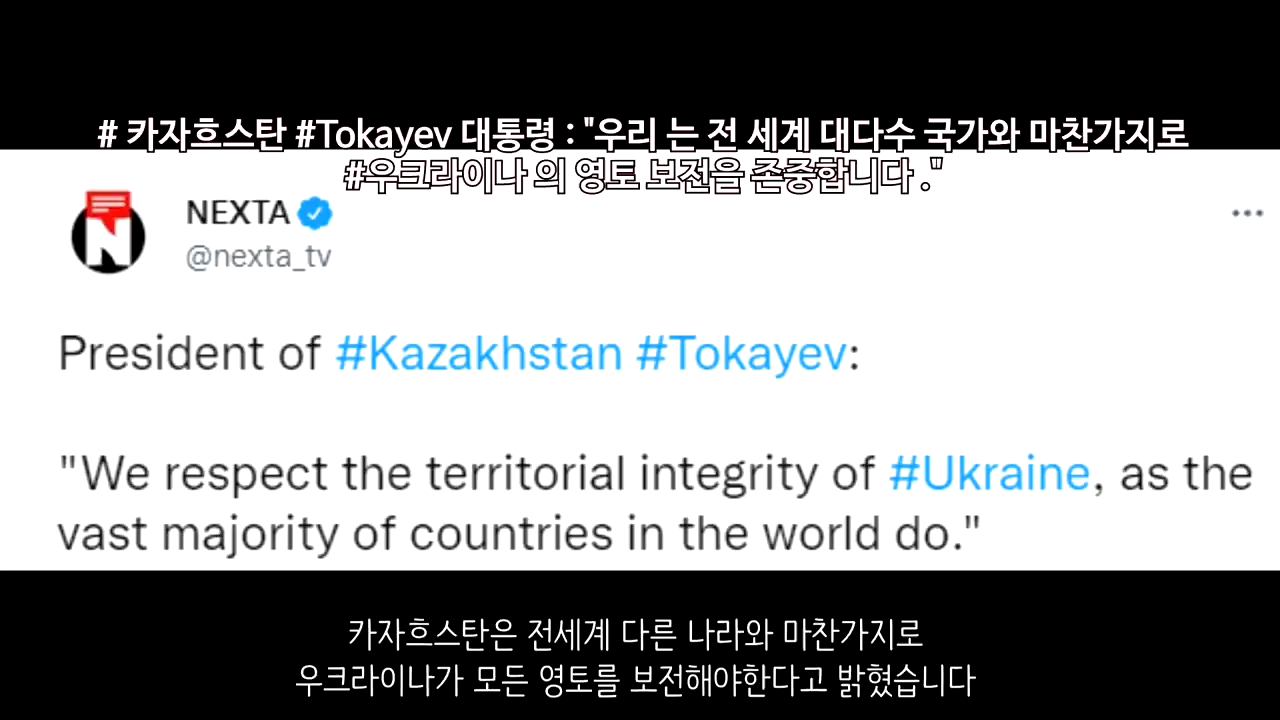 # 카자흐스탄 #Tokayev 대통령 : "우리 는 전 세계 대다수 국가와 마찬가지로
#우크라이나 의 영토 보전을 존중합니다 ."
N
NEXTA
@nexta_tv
President of #Kazakhstan #Tokayev:
"We respect the territorial integrity of #Ukraine, as the
vast majority of countries in the world do."
카자흐스탄은 전세계 다른 나라와 마찬가지로
우크라이나가 모든 영토를 보전해야한다고 밝혔습니다